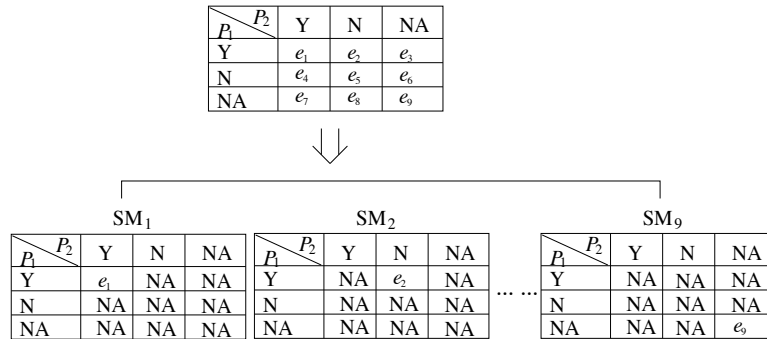 P1 P2 Y N NA
Y e1 e2 e3
N e4 e5 e6
NA e7 e8 e9
SM1 SM2 SM9
P1 P2 Y N NA P1 P2 Y N NA P1 P2 Y N NA
Y e1 NA NA Y NA e2 NA ... ... Y NA NA NA
N NA NA NA N NA NA NA N NA NA NA
NA NA NA NA NA NA NA NA NA NA NA e9